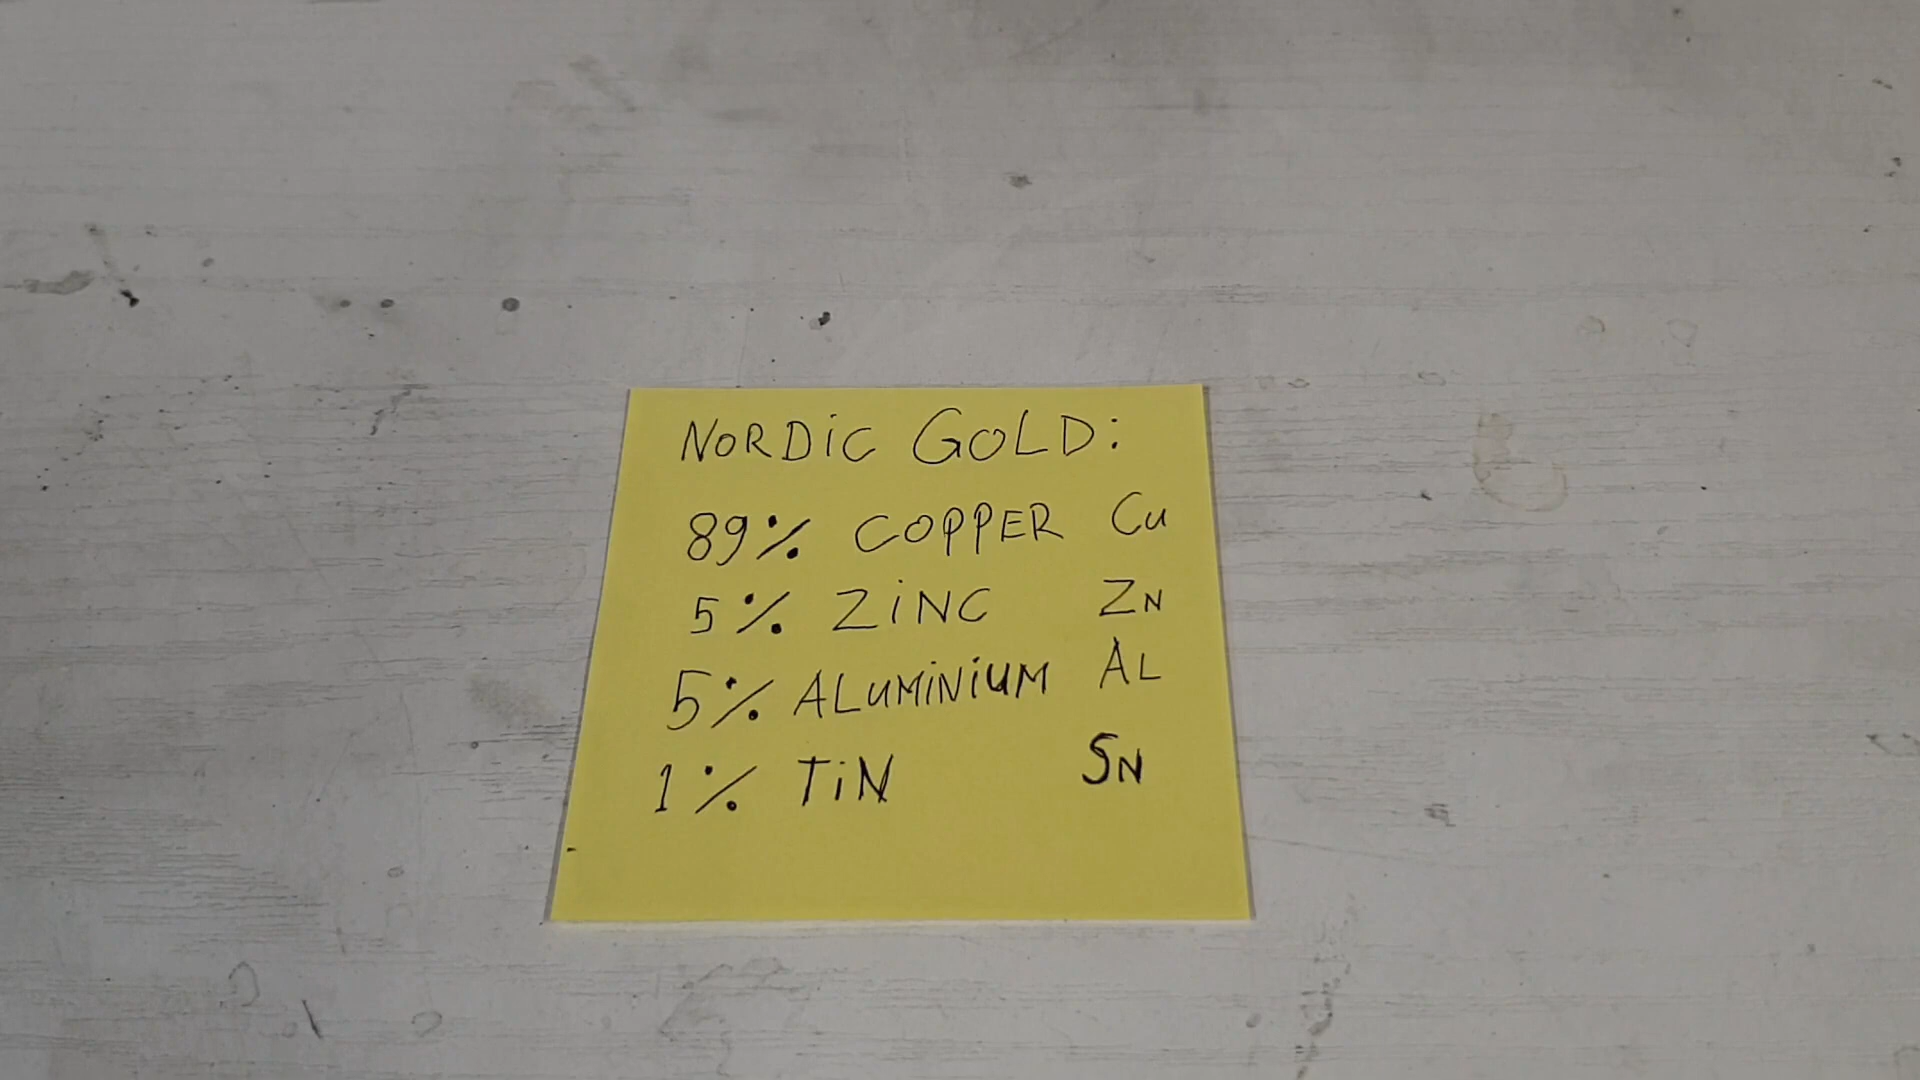 NORDiC GOLD:
89% COPPER Cu
5% ZiNC ZN
5% ALUMiNiUM AL
1% TiN SN